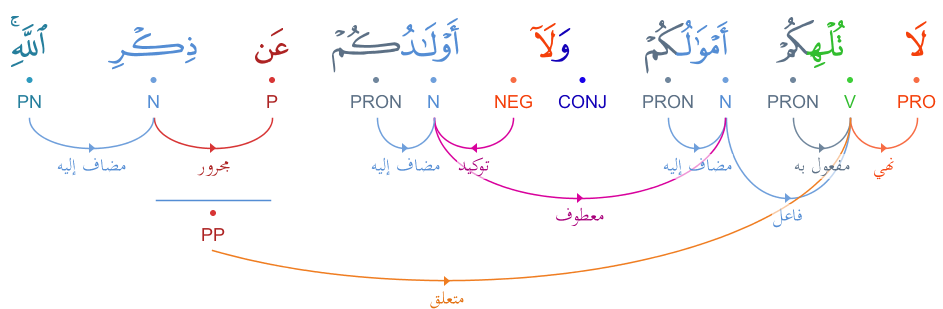 لَا تُلْهِكُمْ أَمْوَٰلُكُمْ وَلَآ أَوْلَـٰدُكُمْ عَن ذِكْرِ ٱللَّهِ ۚ
PRO V PRON N PRON CONJ NEG N PRON P N PN
نهي مفعول به مضاف إليه توكيد مضاف إليه مجرور مضاف إليه
فاعل معطوف
PP
متعلق